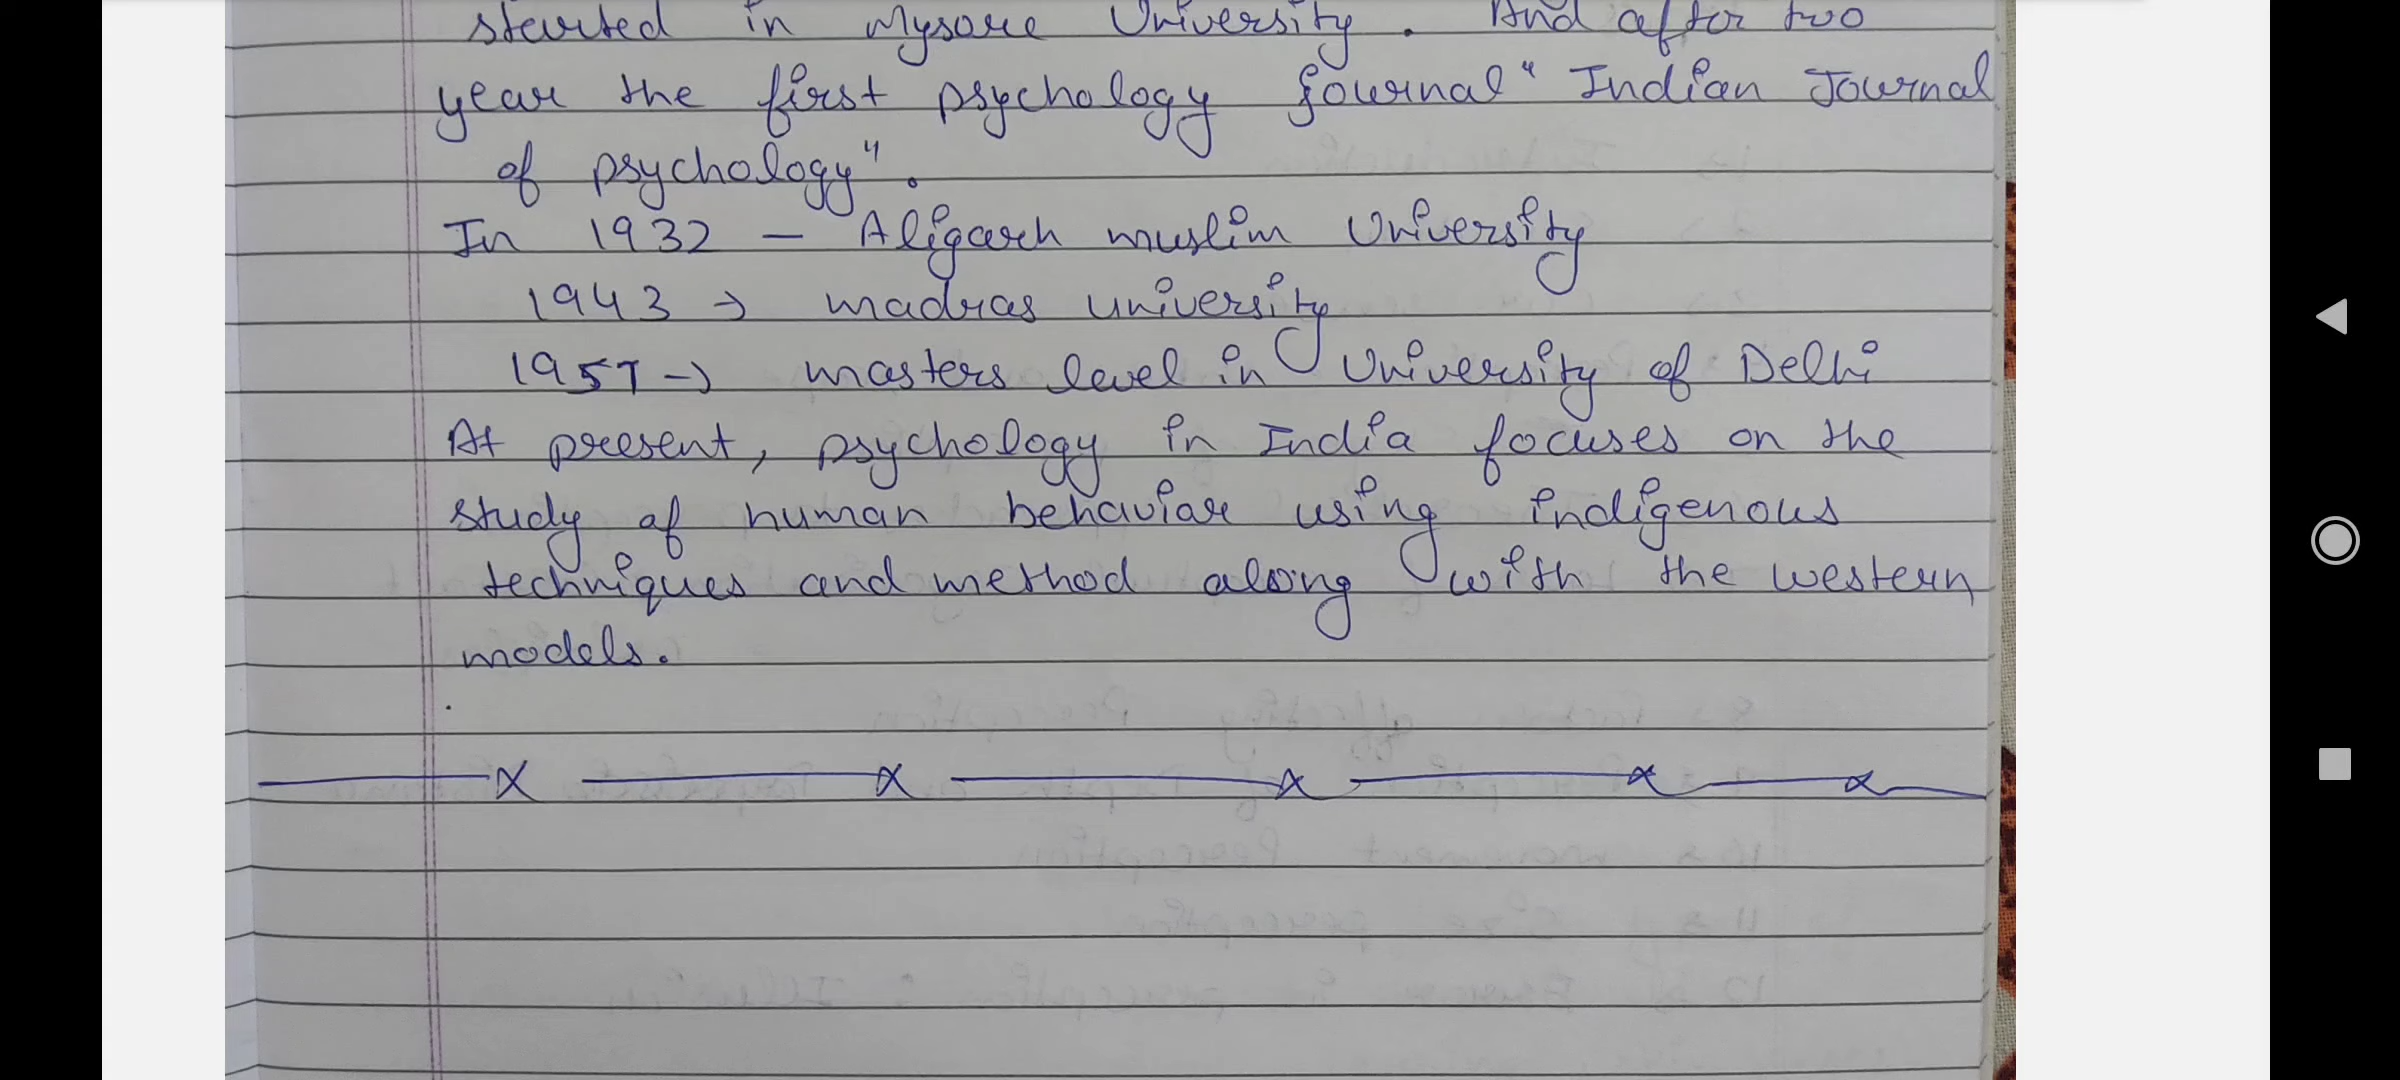 started in Mysore University. And after two
year the first psychology journal "Indian Journal
of psychology".
In 1932 - Aligarh muslim University
1943 → madras university
1957 → masters level in University of Delhi
At present, psychology in India focuses on the
study of human behaviar using indigenous
techniques and method along with the western
models.